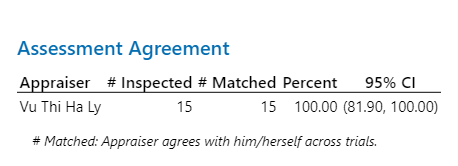 Assessment Agreement
Appraiser # Inspected # Matched Percent 95% CI
Vu Thi Ha Ly 15 15 100.00 (81.90, 100.00)
# Matched: Appraiser agrees with him/herself across trials.